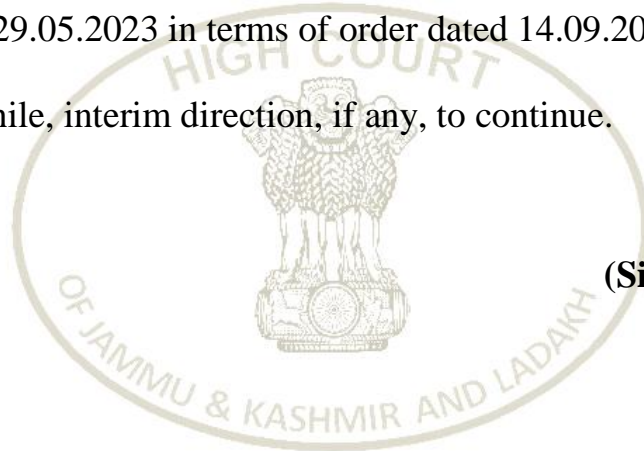 29.05.2023 in terms of order dated 14.09.20
HIGH COURT
ile, interim direction, if any, to continue.
(Si
OF JAMMU & KASHMIR AND LADAKH